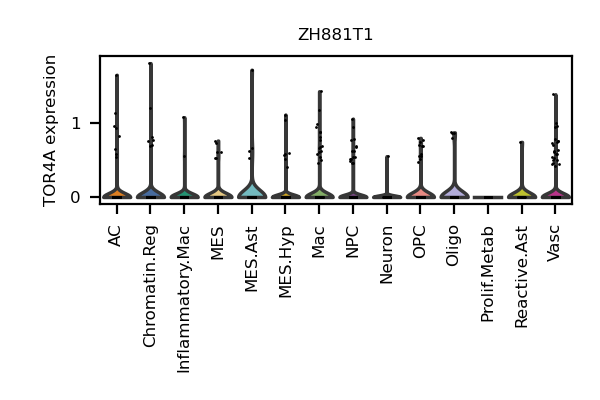 ZH881T1
TOR4A expression
1
0
AC
Chromatin.Reg
Inflammatory.Mac
MES
MES.Ast
MES.Hyp
Mac
NPC
Neuron
OPC
Oligo
Prolif.Metab
Reactive.Ast
Vasc